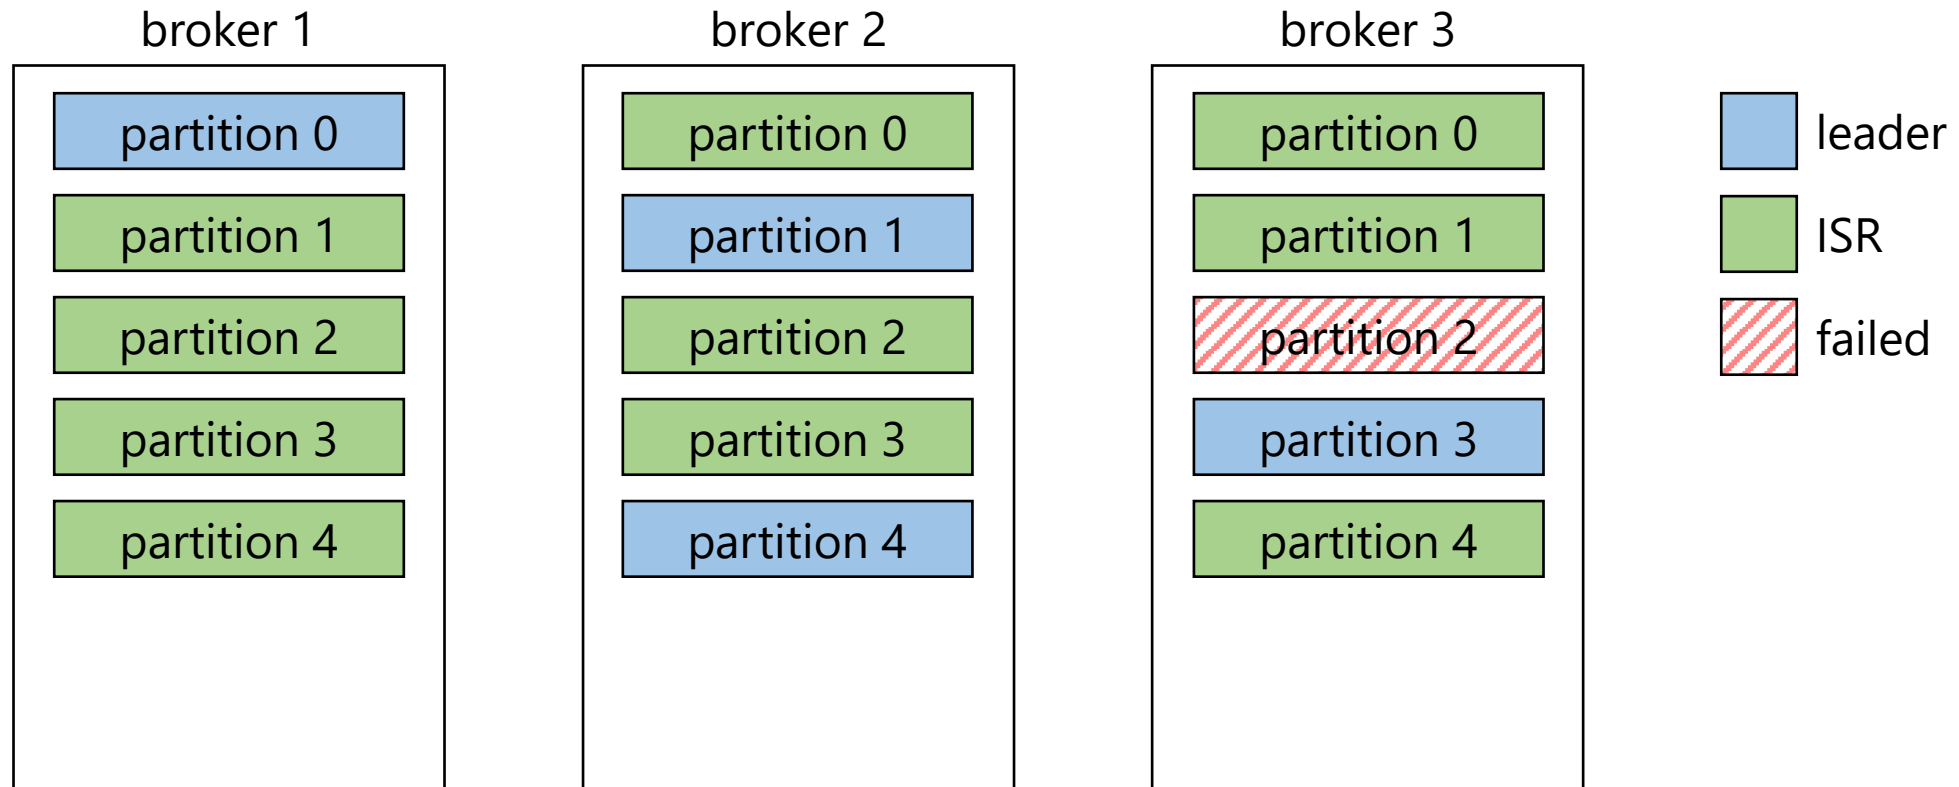 broker 1
partition 0
partition 1
partition 2
partition 3
partition 4
broker 2
partition 0
partition 1
partition 2
partition 3
partition 4
broker 3
partition 0
partition 1
partition 2
partition 3
partition 4
leader
ISR
failed